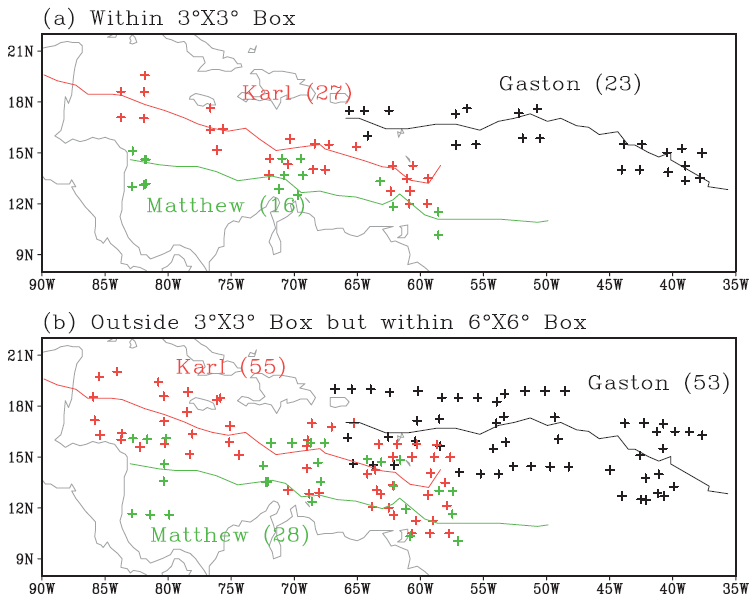 (a) Within 3°X3° Box
21N
18N
15N
12N
9N
Karl (27)
Gaston (23)
Matthew (16)
90W 85W 80W 75W 70W 65W 60W 55W 50W 45W 40W 35W
(b) Outside 3°X3° Box but within 6°X6° Box
21N
18N
15N
12N
9N
Karl (55)
Gaston (53)
Matthew (28)
90W 85W 80W 75W 70W 65W 60W 55W 50W 45W 40W 35W